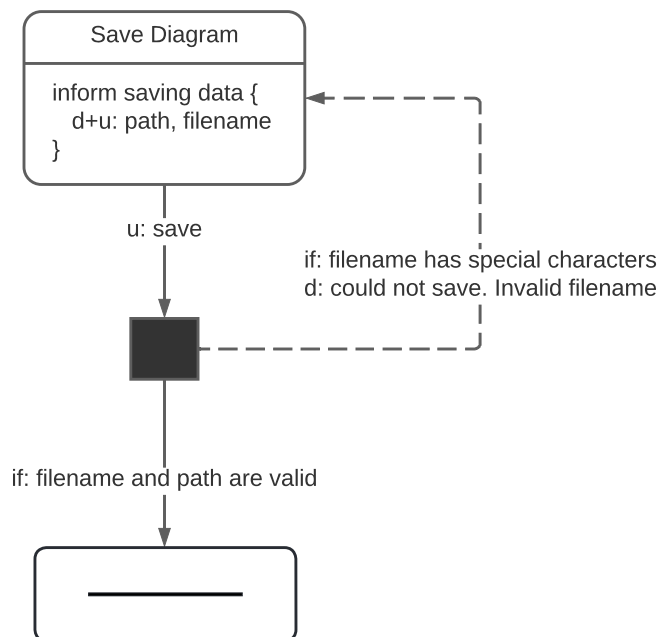 Save Diagram
inform saving data {
d+u: path, filename
}
u: save
if: filename has special characters
d: could not save. Invalid filename
if: filename and path are valid